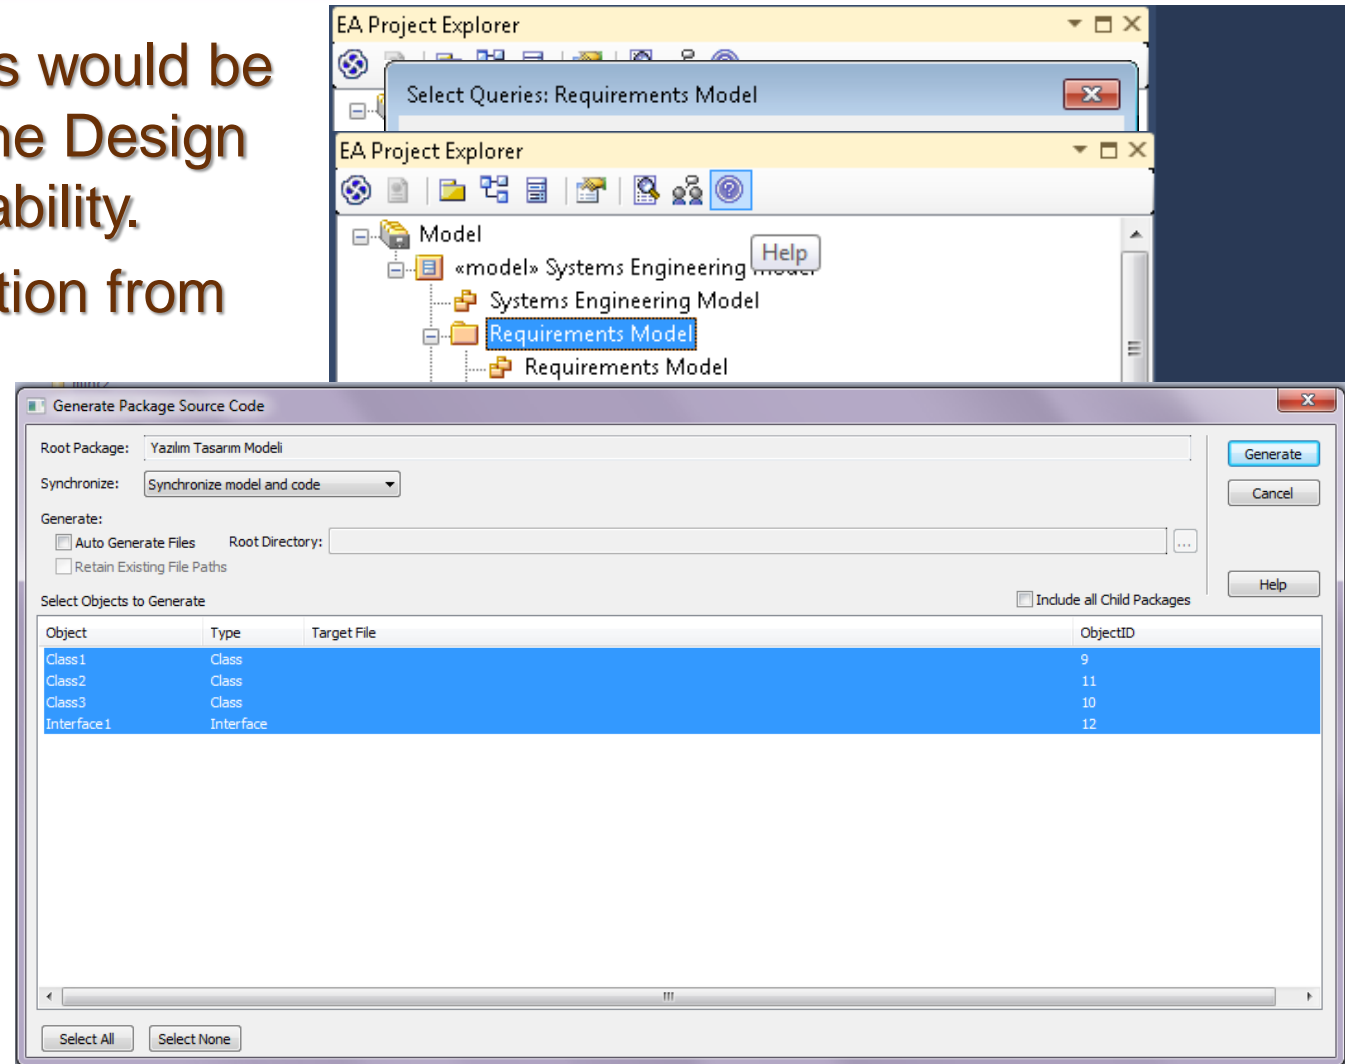 s would be
ne Design
ability.
tion from
EA Project Explorer
Select Queries: Requirements Model
EA Project Explorer
Model
Help
«model» Systems Engineering Model
Systems Engineering Model
Requirements Model
Requirements Model
Generate Package Source Code
Root Package: Yazılım Tasarım Modeli
Generate
Synchronize: Synchronize model and code
Cancel
Generate:
Auto Generate Files Root Directory: ...
Retain Existing File Paths
Help
Select Objects to Generate Include all Child Packages
Object Type Target File ObjectID
Class1 Class 9
Class2 Class 11
Class3 Class 10
Interface1 Interface 12
Select All Select None